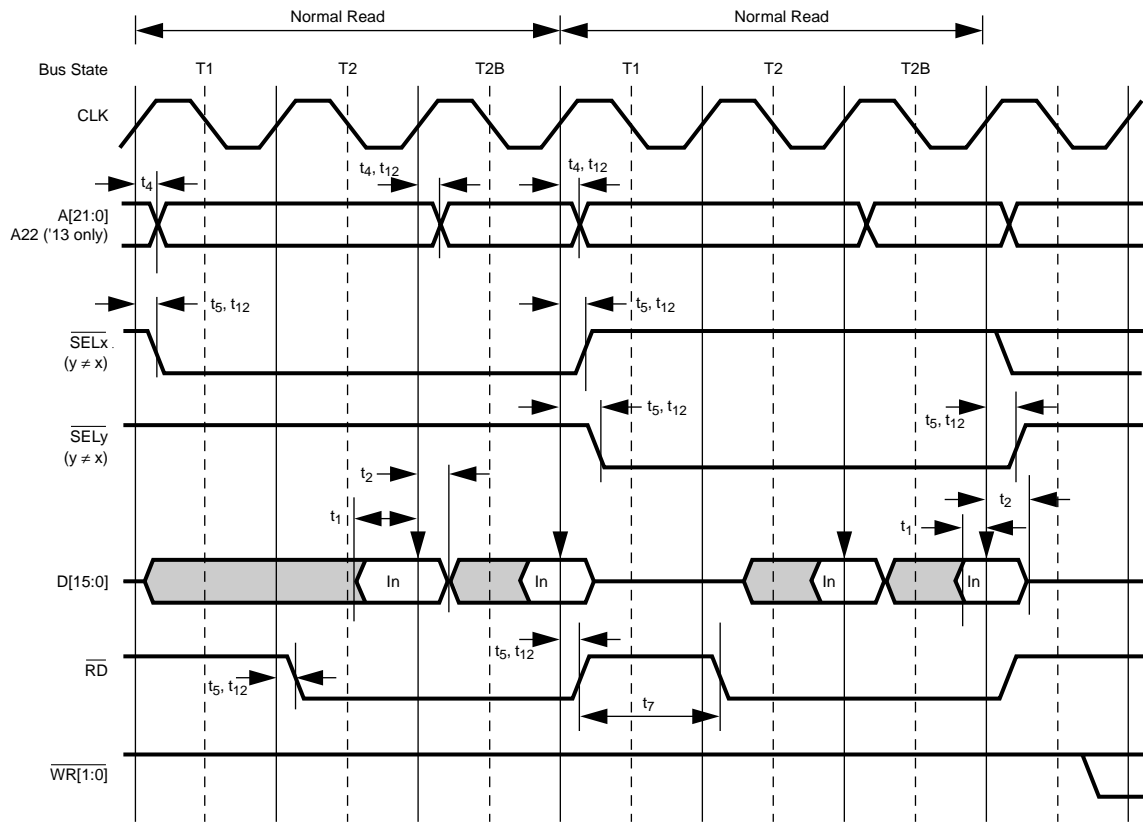 Normal Read Normal Read
Bus State T1 T2 T2B T1 T2 T2B
CLK
t4 t4, t12 t4, t12
A[21:0]
A22 ('13 only)
t5, t12 t5, t12
SELx
(y ≠ x)
t5, t12 t5, t12
SELy
(y ≠ x)
t2 t2
t1 t1
D[15:0] In In In In
t5, t12
RD
t5, t12
t7
WR[1:0]